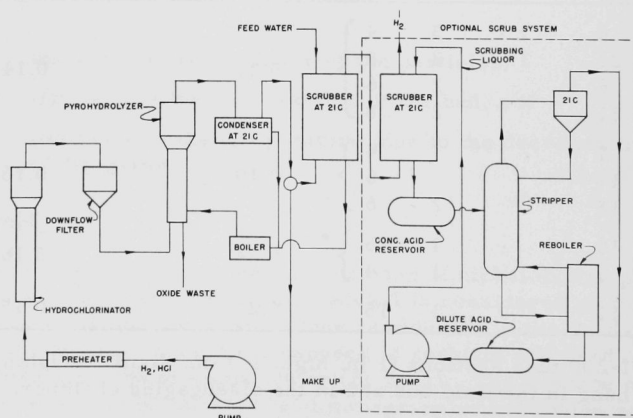 FEED WATER
H2
OPTIONAL SCRUB SYSTEM
SCRUBBING
LIQUOR
PYROHYDROLYZER
CONDENSER
AT 21C
SCRUBBER
AT 21C
SCRUBBER
AT 21C
21C
DOWNFLOW
FILTER
STRIPPER
BOILER
CONC. ACID
RESERVOIR
REBOILER
OXIDE WASTE
HYDROCHLORINATOR
DILUTE ACID
RESERVOIR
PREHEATER
H2, HCl
PUMP
MAKE UP
PUMP